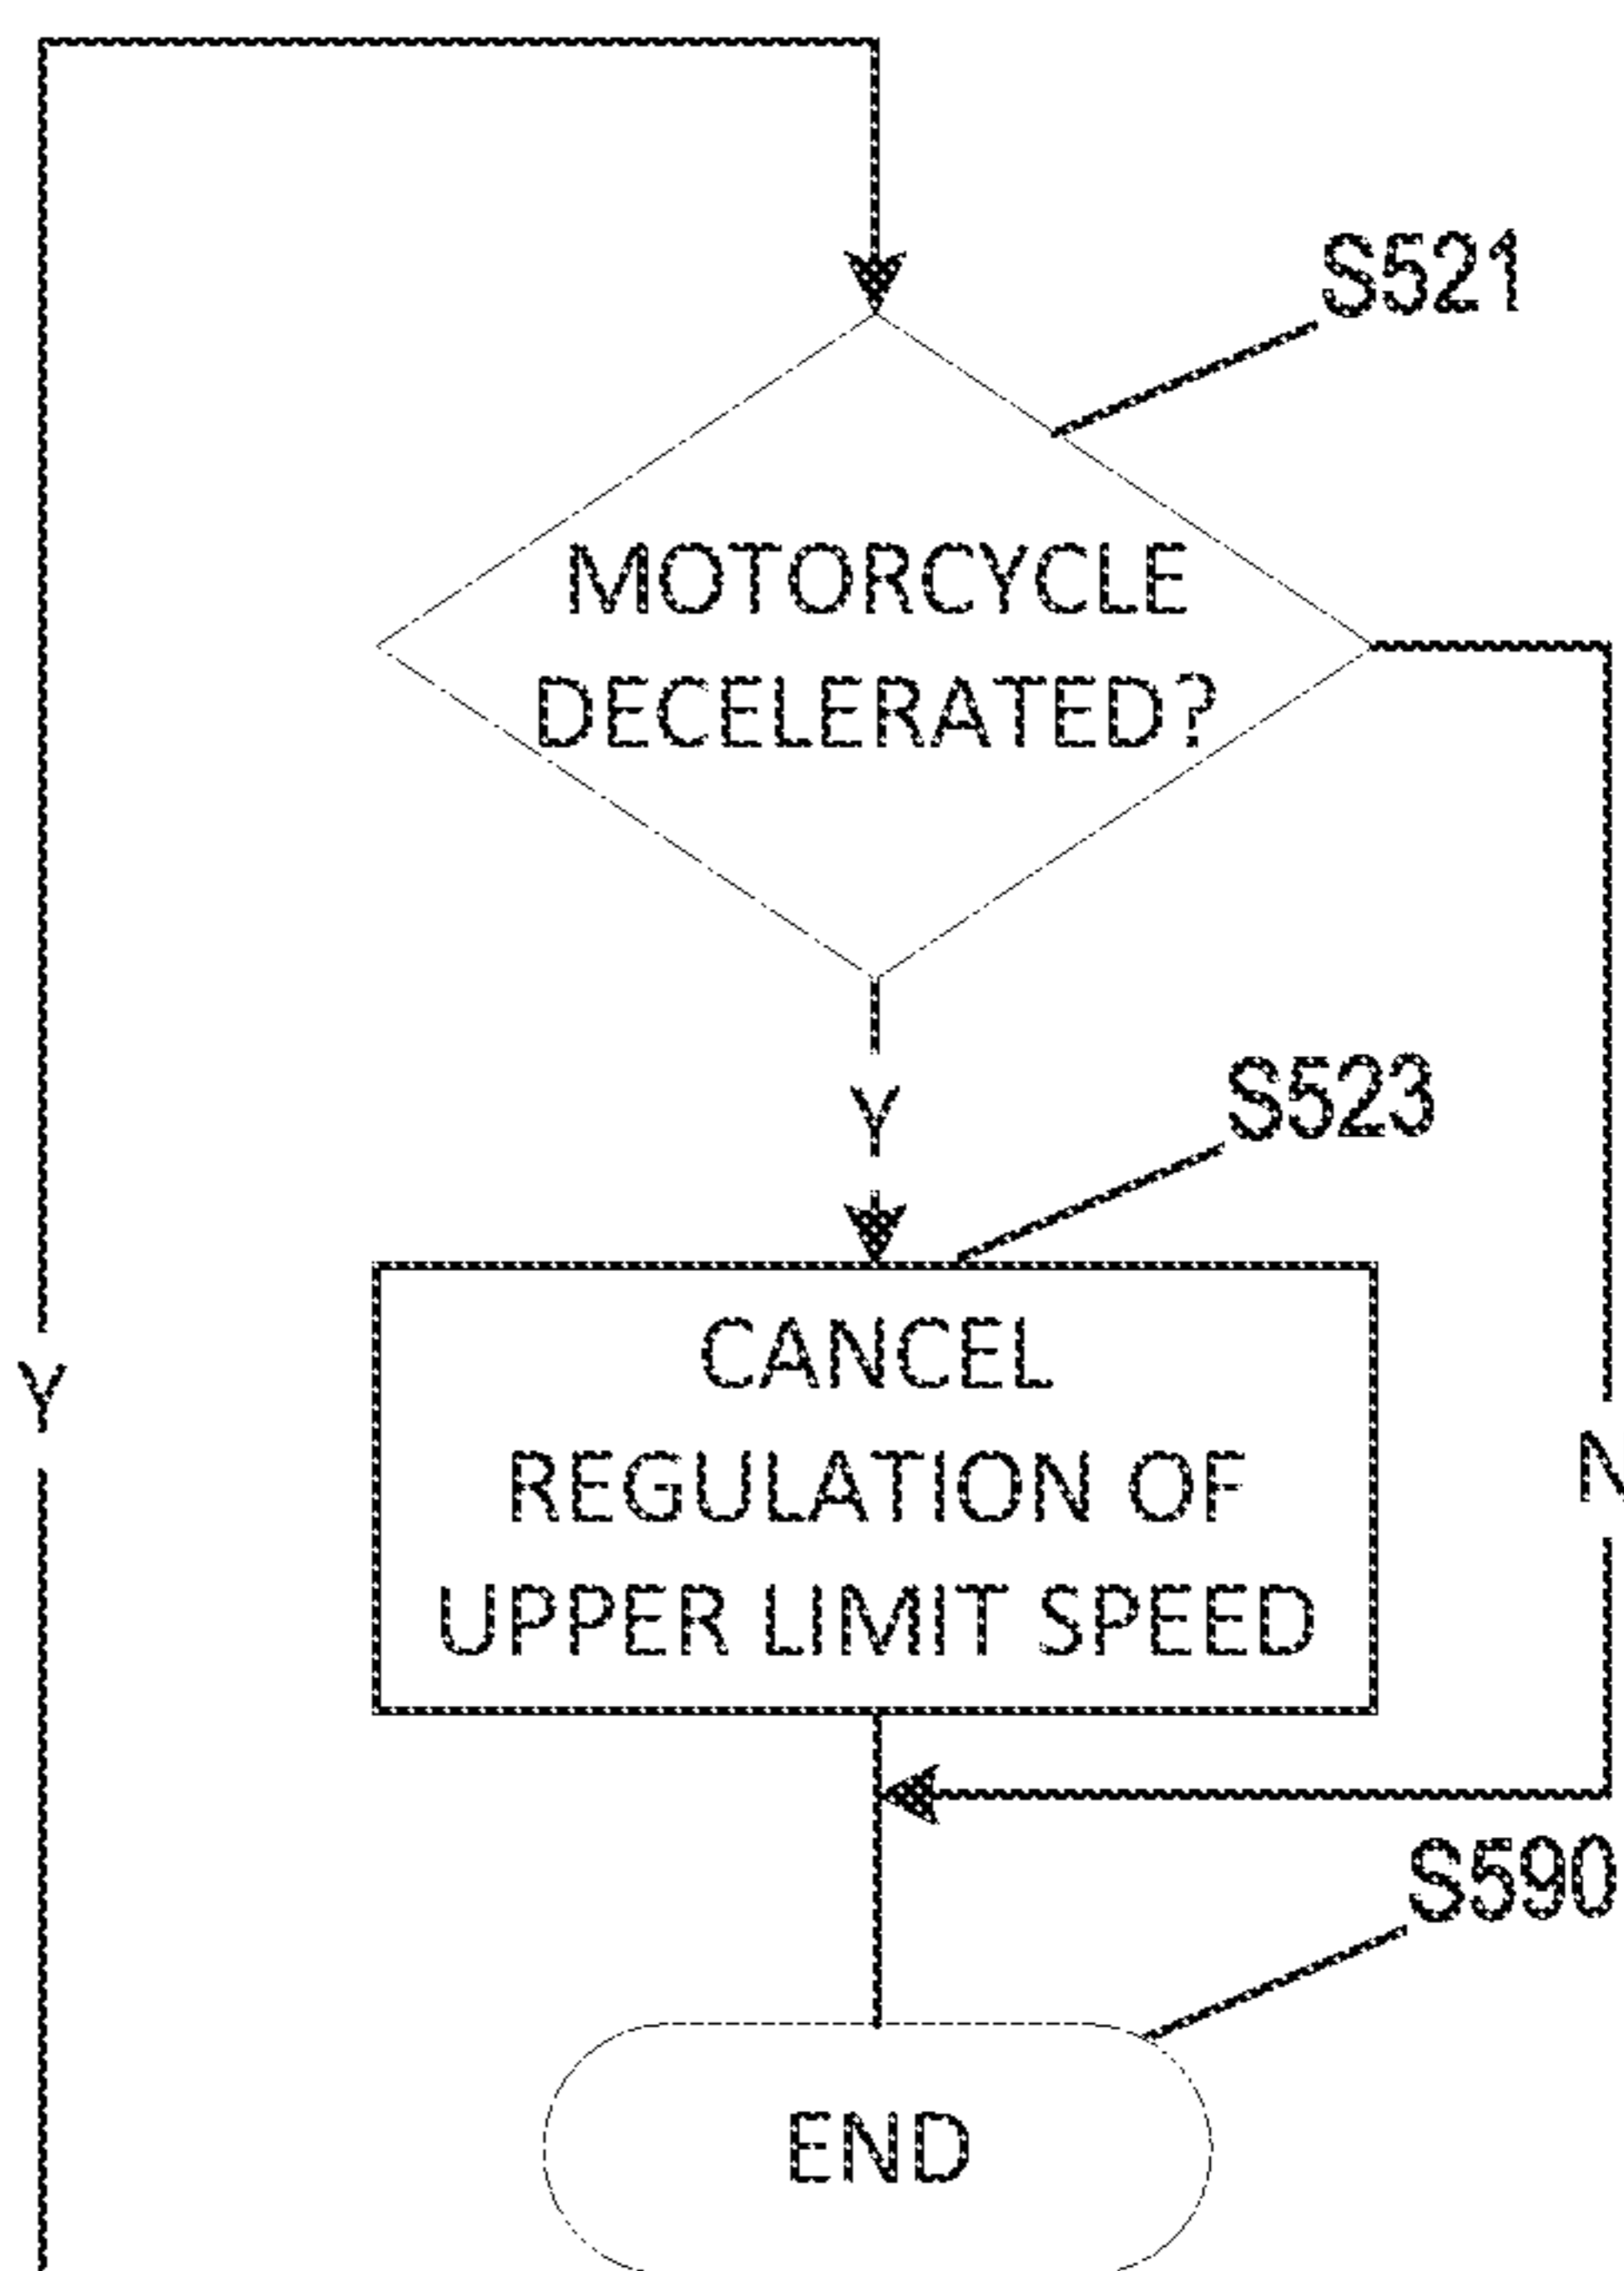 S521
MOTORCYCLE
DECELERATED?
Y
S523
CANCEL
REGULATION OF
UPPER LIMIT SPEED
Y
N
S590
END